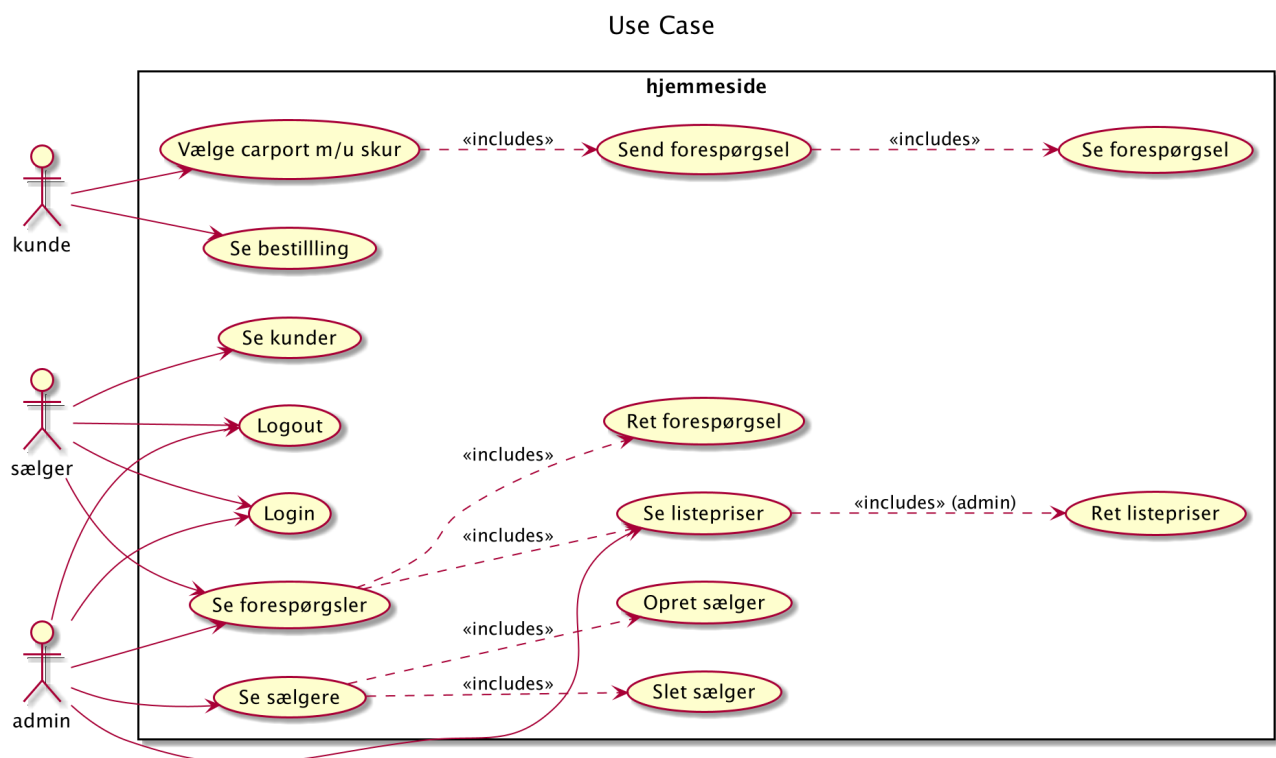 Use Case
hjemmeside
Vælge carport m/u skur
«includes»
Send forespørgsel
«includes»
Se forespørgsel
kunde
Se bestillling
Se kunder
sælger
Logout
Ret forespørgsel
«includes»
Login
Se listepriser
«includes» (admin)
Ret listepriser
«includes»
Se forespørgsler
Opret sælger
«includes»
admin
Se sælgere
«includes»
Slet sælger